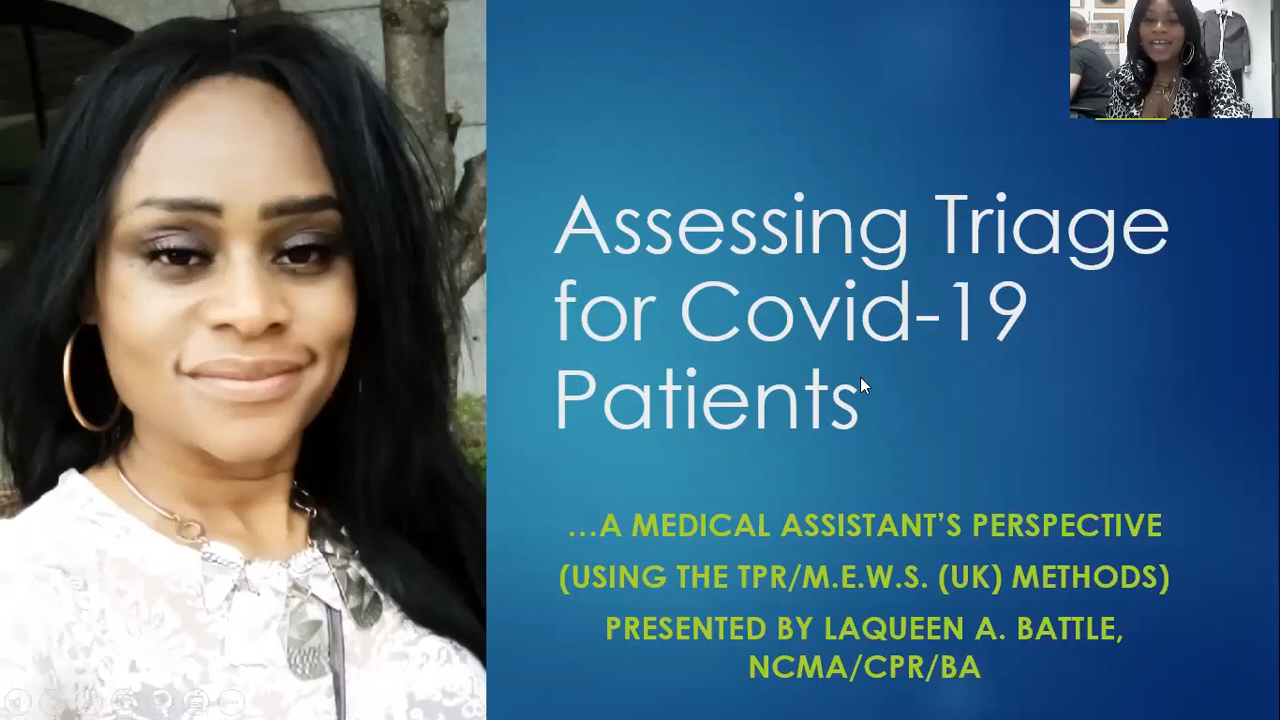 Assessing Triage
for Covid-19
Patients
...A MEDICAL ASSISTANT'S PERSPECTIVE
(USING THE TPR/M.E.W.S. (UK) METHODS)
PRESENTED BY LAQUEEN A. BATTLE,
NCMA/CPR/BA